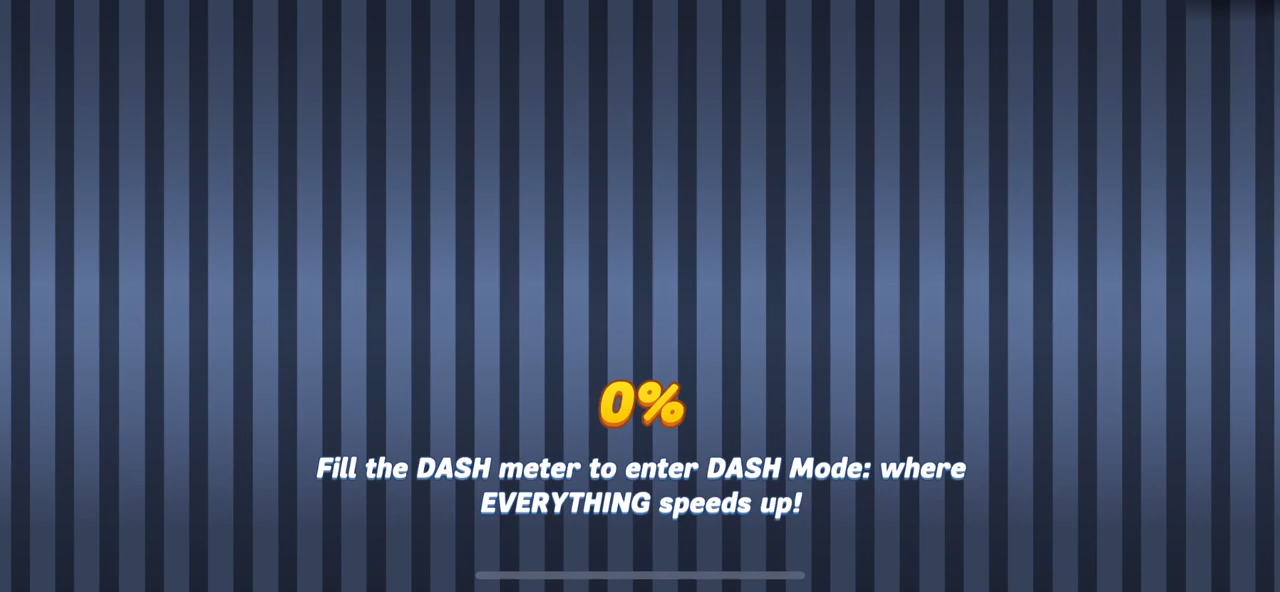 0%
Fill the DASH meter to enter DASH Mode: where
EVERYTHING speeds up!